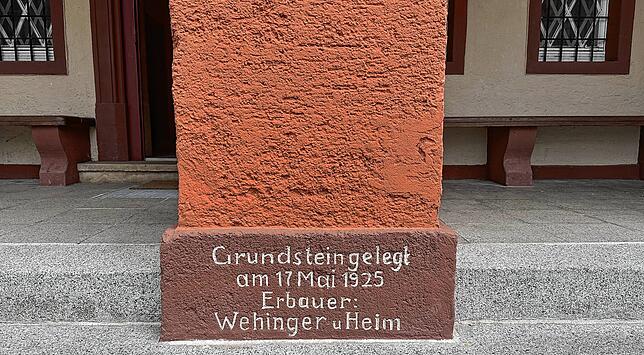 Grundstein gelegt
am 17 Mai 1925
Erbauer:
Wehinger u Heim